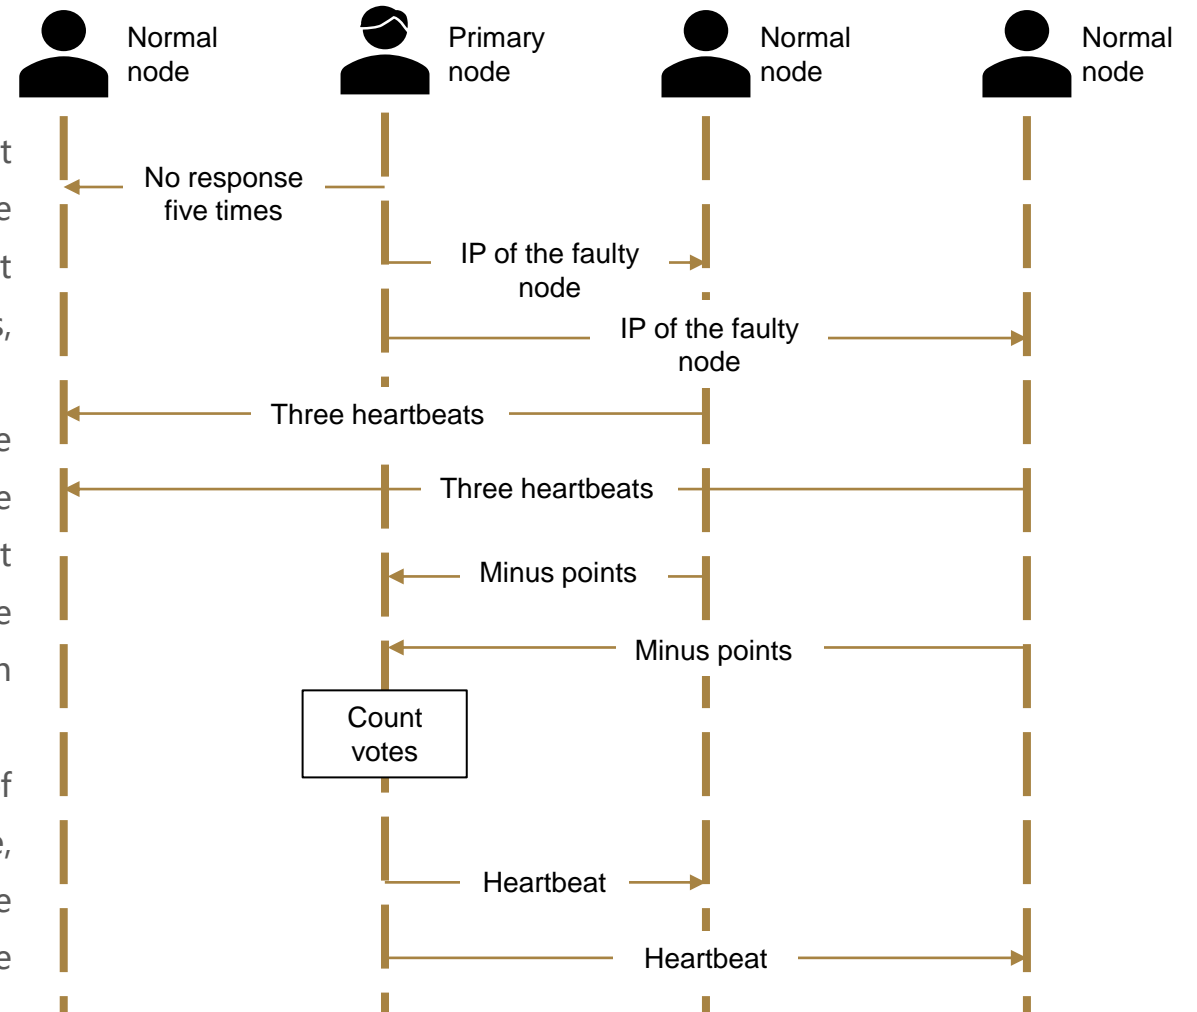 Normal
node
Primary
node
Normal
node
Normal
node
No response
five times
IP of the faulty
node
IP of the faulty
node
Three heartbeats
Three heartbeats
Minus points
Minus points
Count
votes
Heartbeat
Heartbeat